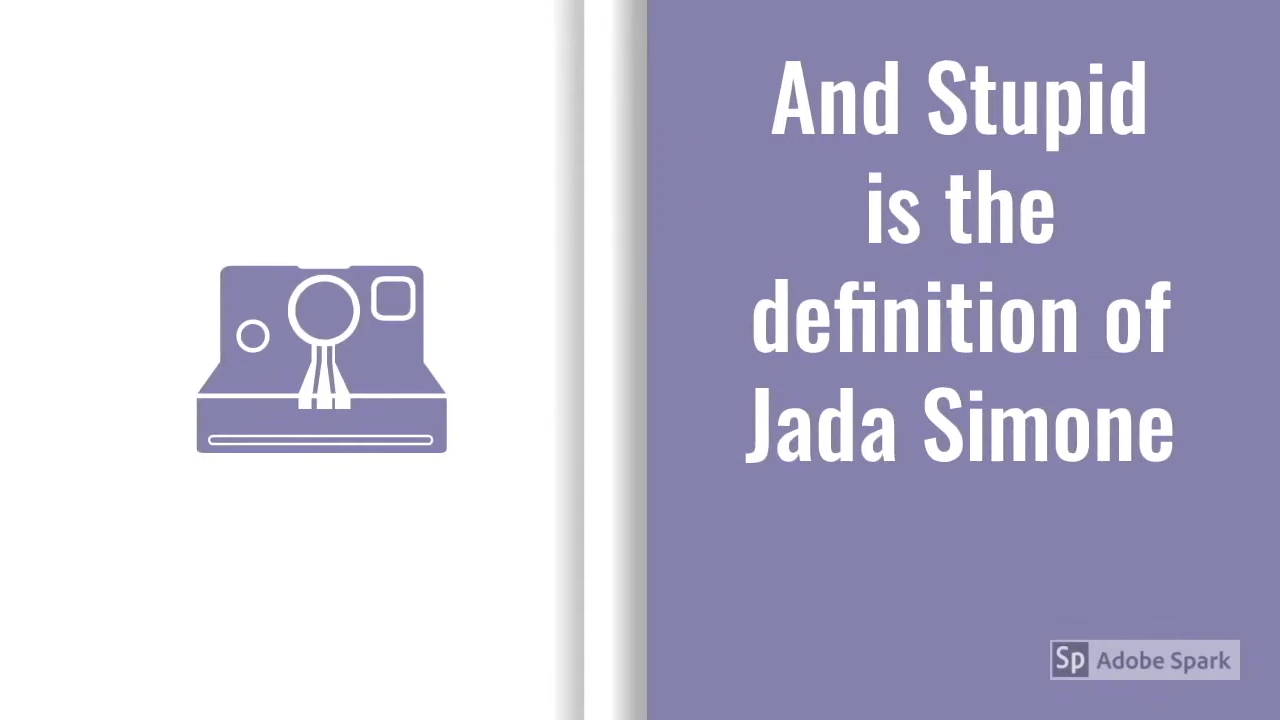 And Stupid
is the
definition of
Jada Simone
Sp Adobe Spark